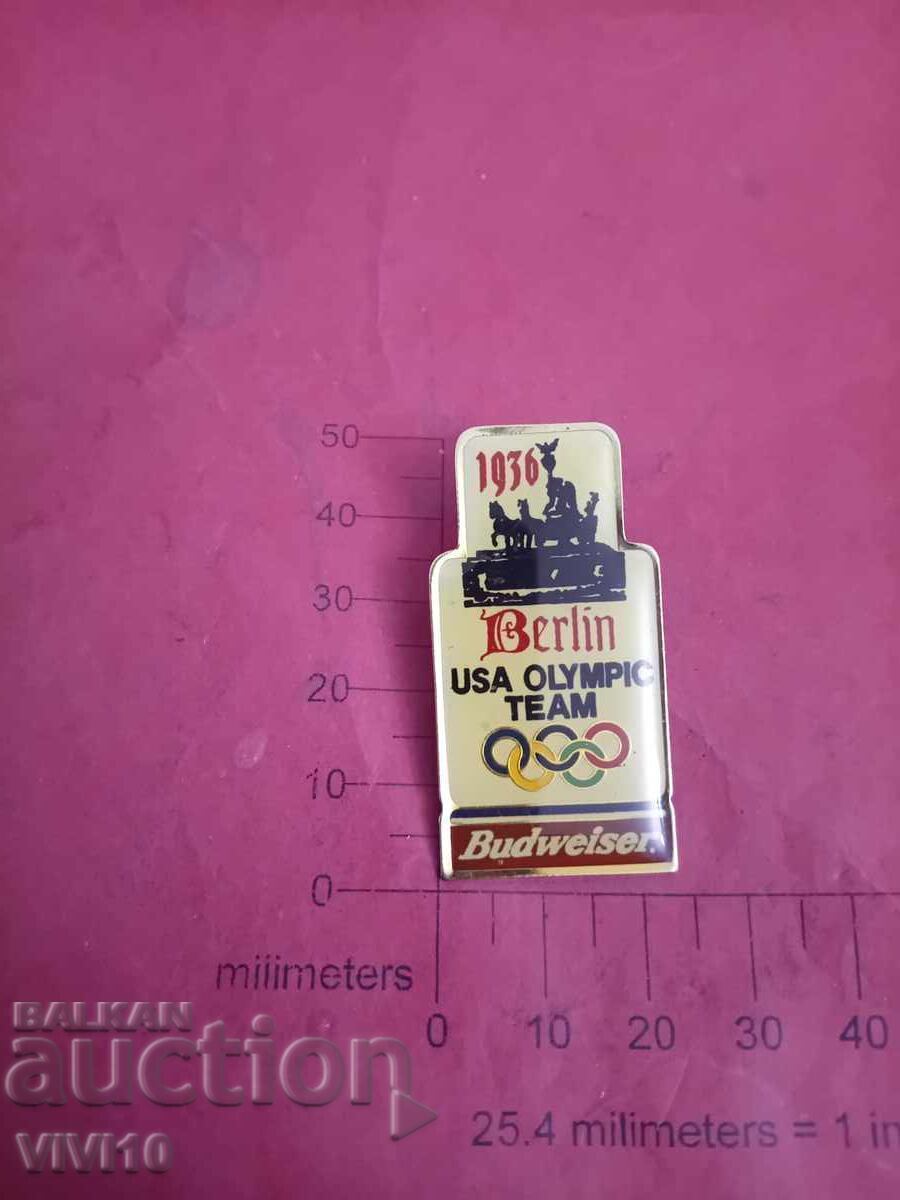 1936
Berlin
USA OLYMPIC
TEAM
Budweiser.
50
40
30
20
10
0
milimeters
0 10 20 30 40
25.4 milimeters = 1 in
BALKAN
auction
VIVI10